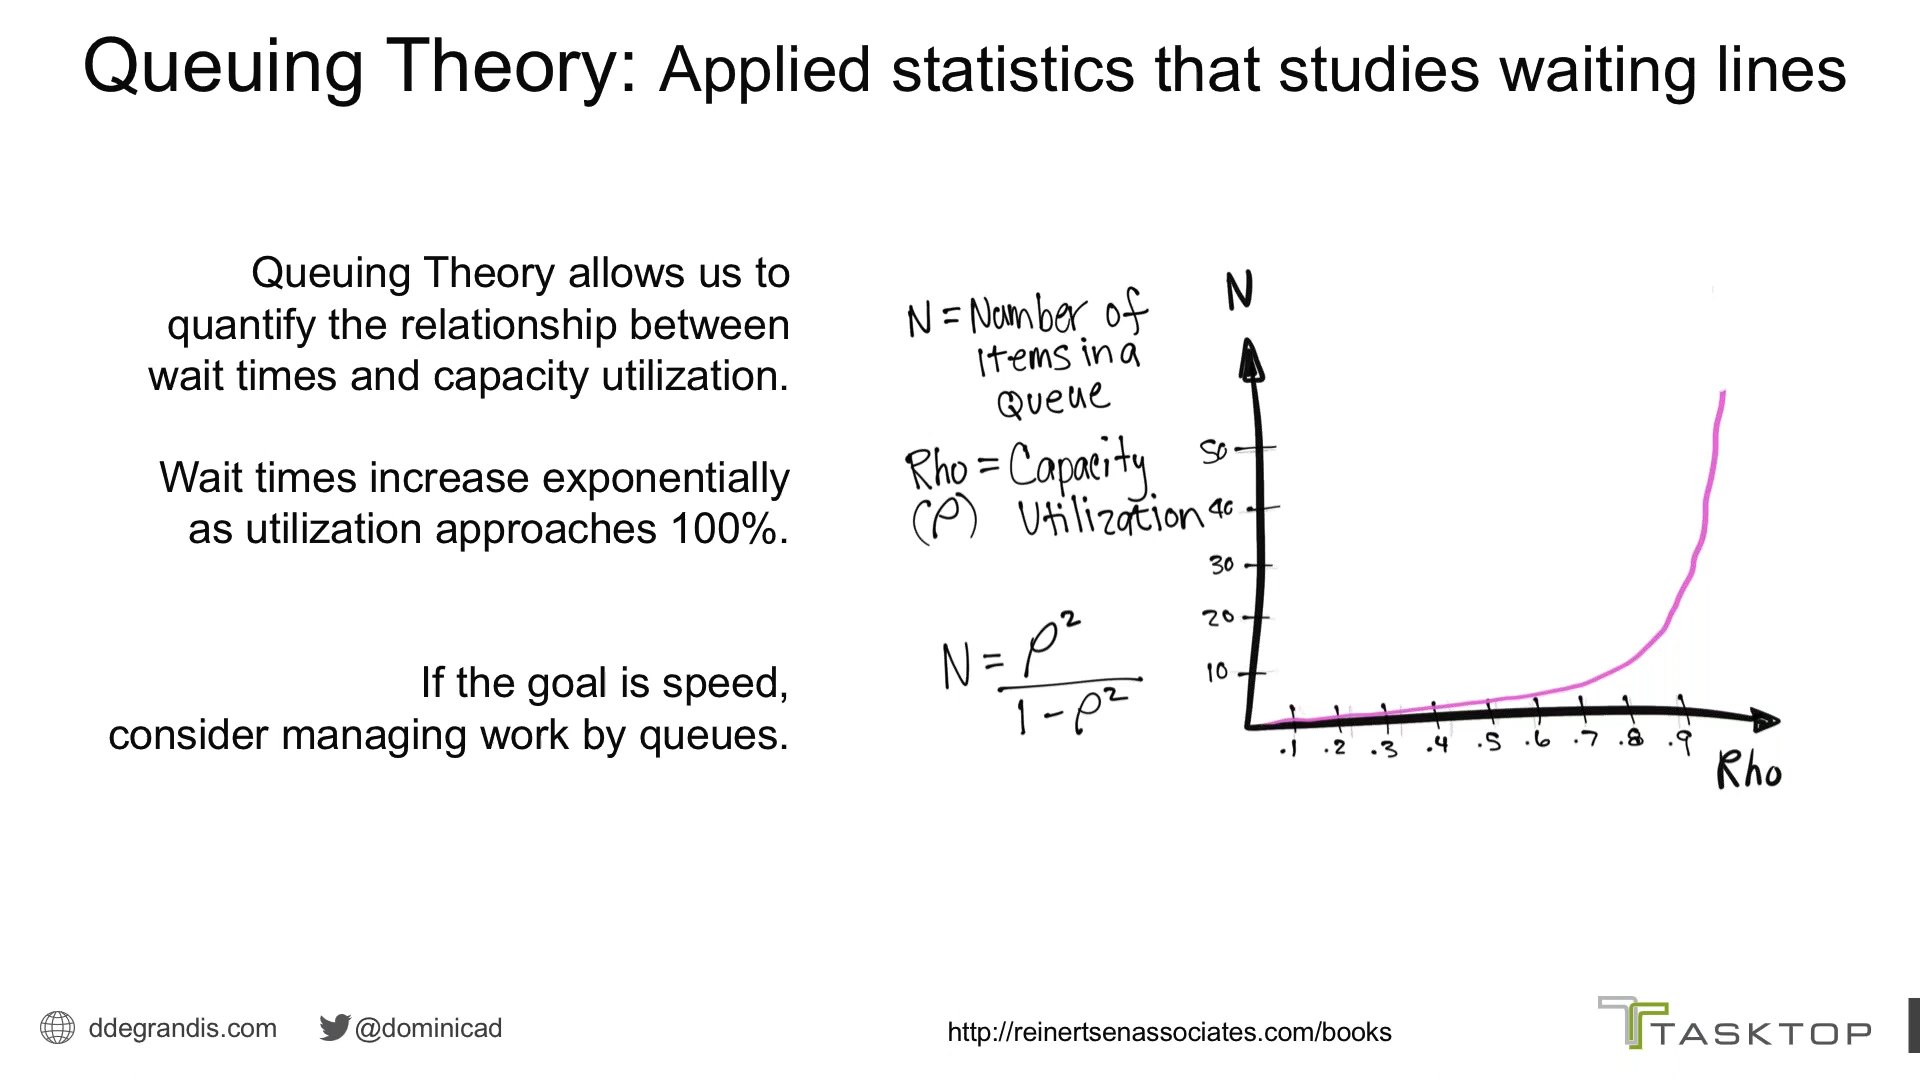 Queuing Theory: Applied statistics that studies waiting lines
Queuing Theory allows us to
quantify the relationship between
wait times and capacity utilization.
Wait times increase exponentially
as utilization approaches 100%.
If the goal is speed,
consider managing work by queues.
N = Number of
Items in a
Queue
Rho = Capacity
(ρ) Utilization
N = ρ²
1 - ρ²
N
50
40
30
20
10
.1 .2 .3 .4 .5 .6 .7 .8 .9
Rho
ddegrandis.com
@dominicad
http://reinertsenassociates.com/books
TASKTOP